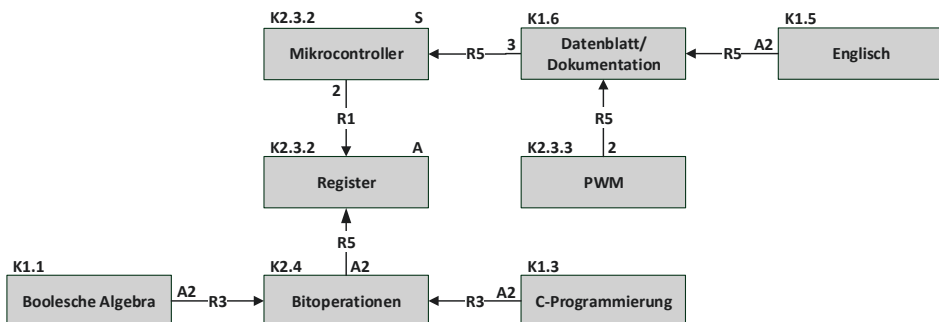 K2.3.2 S K1.6 K1.5
Mikrocontroller R5 3 Datenblatt/ R5 A2 Englisch
Dokumentation
2
R1 R5
K2.3.2 A K2.3.3 2
Register PWM
R5
K1.1 K2.4 A2 K1.3
Boolesche Algebra A2 R3 Bitoperationen R3 A2 C-Programmierung